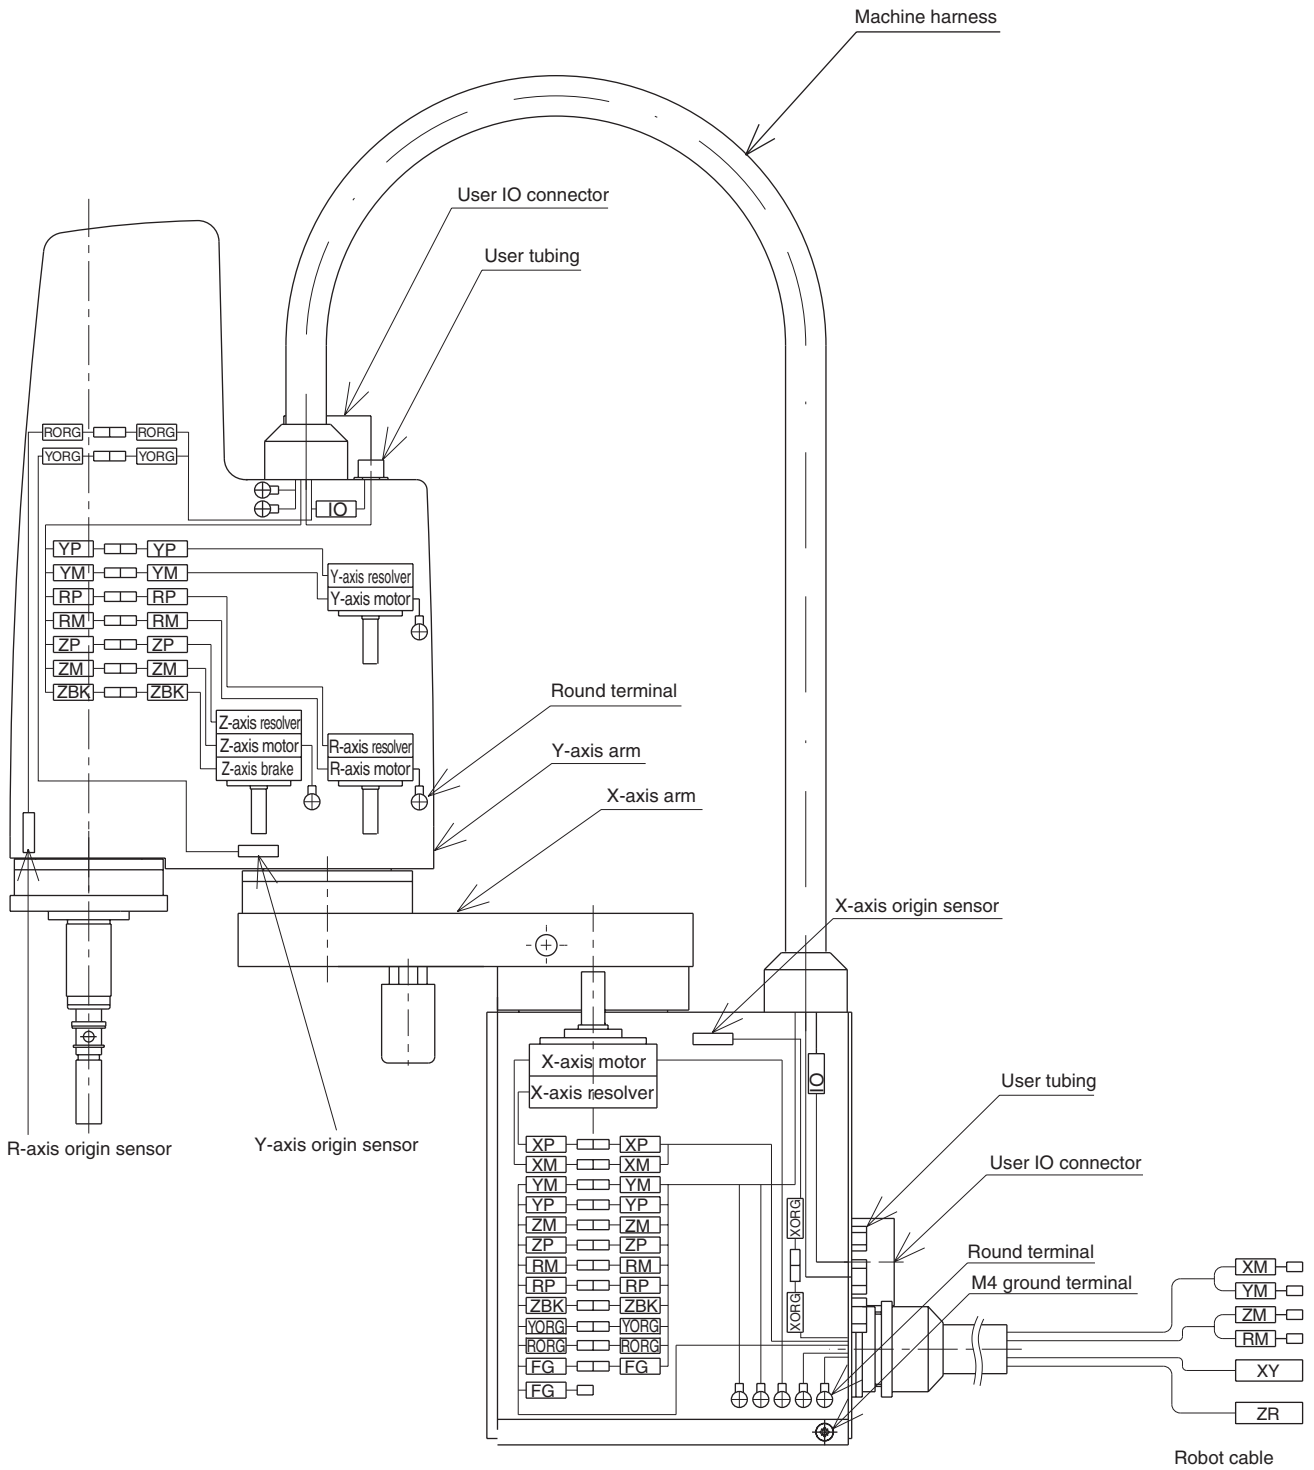 Machine harness
User IO connector
User tubing
RORG RORG
YORG YORG
IO
YP YP
YM YM
RP RP
RM RM
ZP ZP
ZM ZM
ZBK ZBK
Y-axis resolver
Y-axis motor
Z-axis resolver
Z-axis motor
Z-axis brake
R-axis resolver
R-axis motor
Round terminal
Y-axis arm
X-axis arm
X-axis origin sensor
R-axis origin sensor
Y-axis origin sensor
X-axis motor
X-axis resolver
IO
XP XP
XM XM
YM YM
YP YP
ZM ZM
ZP ZP
RM RM
RP RP
ZBK ZBK
YORG YORG
RORG RORG
FG FG
FG
XORG
XORG
User tubing
User IO connector
Round terminal
M4 ground terminal
XM
YM
ZM
RM
XY
ZR
Robot cable